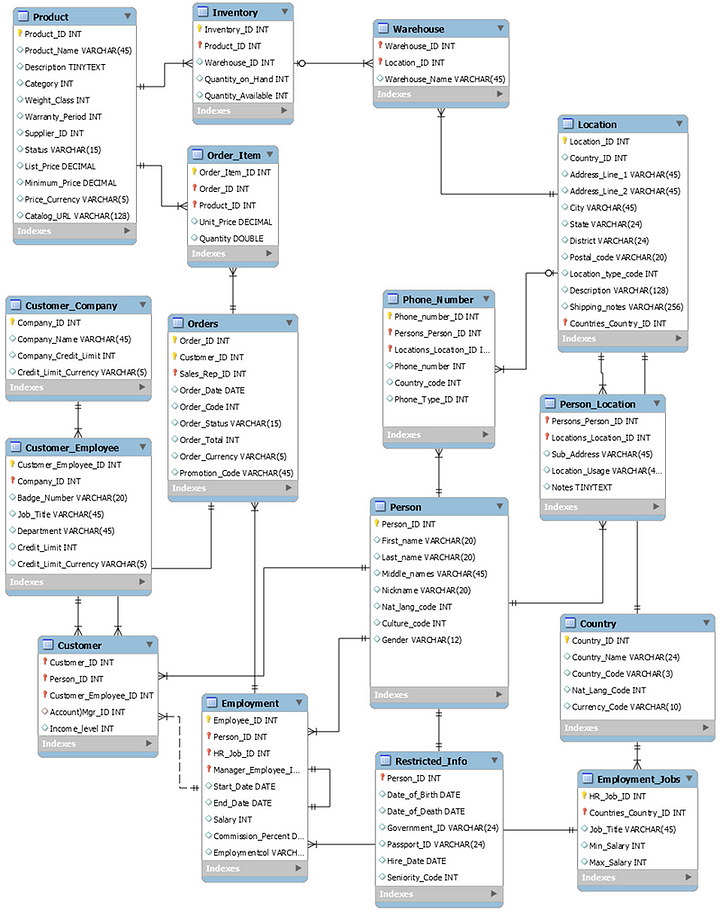 Product
Product_ID INT
Product_Name VARCHAR(45)
Description TINYTEXT
Category INT
Weight_Class INT
Warranty_Period INT
Supplier_ID INT
Status VARCHAR(15)
List_Price DECIMAL
Minimum_Price DECIMAL
Price_Currency VARCHAR(5)
Catalog_URL VARCHAR(128)
Indexes
Inventory
Inventory_ID INT
Product_ID INT
Warehouse_ID INT
Quantity_on_Hand INT
Quantity_Available INT
Indexes
Warehouse
Warehouse_ID INT
Location_ID INT
Warehouse_Name VARCHAR(45)
Indexes
Order_Item
Order_Item_ID INT
Order_ID INT
Product_ID INT
Unit_Price DECIMAL
Quantity DOUBLE
Indexes
Location
Location_ID INT
Country_ID INT
Address_Line_1 VARCHAR(45)
Address_Line_2 VARCHAR(45)
City VARCHAR(45)
State VARCHAR(24)
District VARCHAR(24)
Postal_code VARCHAR(20)
Location_type_code INT
Description VARCHAR(128)
Shipping_notes VARCHAR(256)
Countries_Country_ID INT
Indexes
Customer_Company
Company_ID INT
Company_Name VARCHAR(45)
Company_Credit_Limit INT
Credit_Limit_Currency VARCHAR(5)
Indexes
Orders
Order_ID INT
Customer_ID INT
Sales_Rep_ID INT
Order_Date DATE
Order_Code INT
Order_Status VARCHAR(15)
Order_Total INT
Order_Currency VARCHAR(5)
Promotion_Code VARCHAR(45)
Indexes
Phone_Number
Phone_number_ID INT
Persons_Person_ID INT
Locations_Location_ID I...
Phone_number INT
Country_code INT
Phone_Type_ID INT
Indexes
Person_Location
Persons_Person_ID INT
Locations_Location_ID INT
Sub_Address VARCHAR(45)
Location_Usage VARCHAR(4...
Notes TINYTEXT
Indexes
Customer_Employee
Customer_Employee_ID INT
Company_ID INT
Badge_Number VARCHAR(20)
Job_Title VARCHAR(45)
Department VARCHAR(45)
Credit_Limit INT
Credit_Limit_Currency VARCHAR(5)
Indexes
Person
Person_ID INT
First_name VARCHAR(20)
Last_name VARCHAR(20)
Middle_names VARCHAR(45)
Nickname VARCHAR(20)
Nat_lang_code INT
Culture_code INT
Gender VARCHAR(12)
Indexes
Country
Country_ID INT
Country_Name VARCHAR(24)
Country_Code VARCHAR(3)
Nat_Lang_Code INT
Currency_Code VARCHAR(10)
Indexes
Customer
Customer_ID INT
Person_ID INT
Customer_Employee_ID INT
Account)Mgr_ID INT
Income_level INT
Indexes
Employment
Employee_ID INT
Person_ID INT
HR_Job_ID INT
Manager_Employee_I...
Start_Date DATE
End_Date DATE
Salary INT
Commission_Percent D...
Employmentcol VARCH...
Indexes
Restricted_Info
Person_ID INT
Date_of_Birth DATE
Date_of_Death DATE
Government_ID VARCHAR(24)
Passport_ID VARCHAR(24)
Hire_Date DATE
Seniority_Code INT
Indexes
Employment_Jobs
HR_Job_ID INT
Countries_Country_ID INT
Job_Title VARCHAR(45)
Min_Salary INT
Max_Salary INT
Indexes